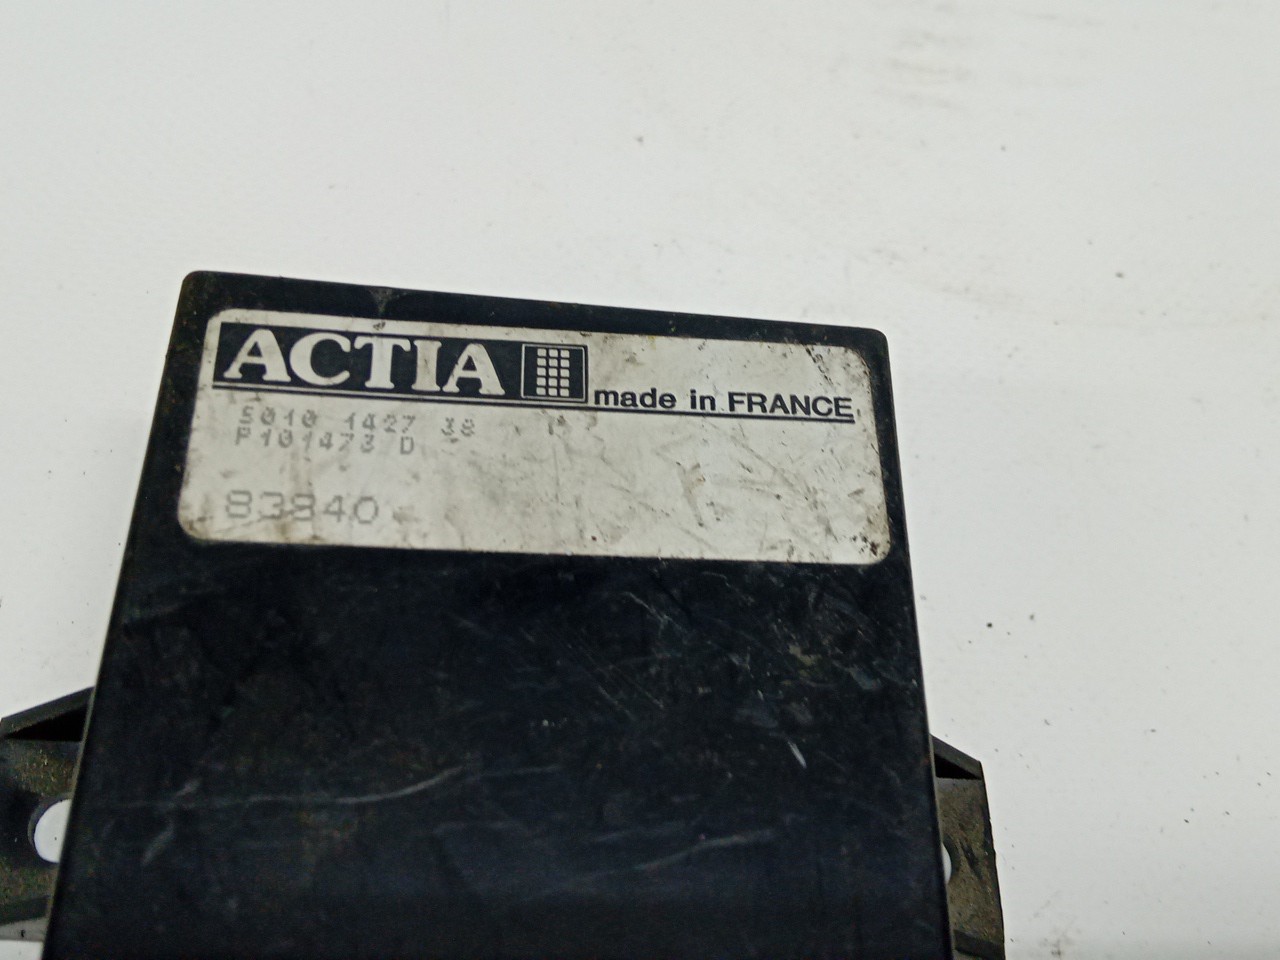 ACTIA made in FRANCE
5010 1427 38
P101473 D
83840